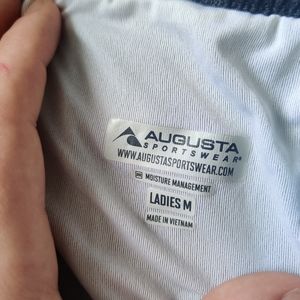 AUGUSTA
SPORTSWEAR®
WWW.AUGUSTASPORTSWEAR.COM
MOISTURE MANAGEMENT
LADIES M
MADE IN VIETNAM